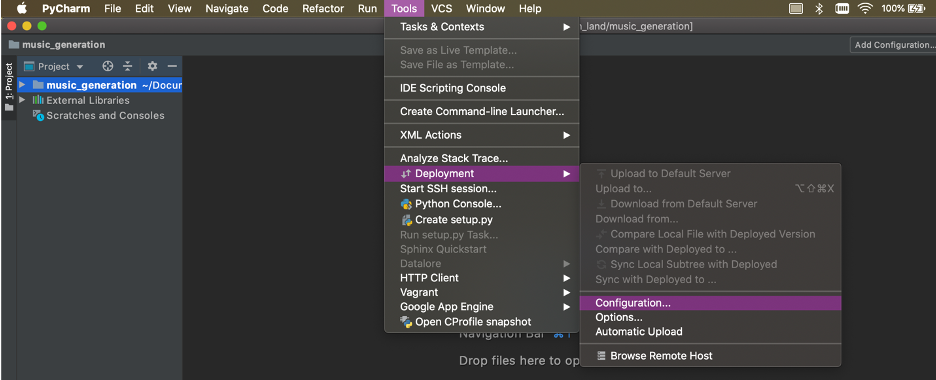 PyCharm File Edit View Navigate Code Refactor Run Tools VCS Window Help 100%
n_land/music_generation]
music_generation
Add Configuration...
1: Project
Project
music_generation ~/Docur
External Libraries
Scratches and Consoles
Tasks & Contexts
Save as Live Template...
Save File as Template...
IDE Scripting Console
Create Command-line Launcher...
XML Actions
Analyze Stack Trace...
Deployment
Start SSH session...
Python Console...
Create setup.py
Run setup.py Task...
Sphinx Quickstart
Datalore
HTTP Client
Vagrant
Google App Engine
Open CProfile snapshot
Upload to Default Server
Upload to... ⌥⇧⌘X
Download from Default Server
Download from...
Compare Local File with Deployed Version
Compare with Deployed to ...
Sync Local Subtree with Deployed
Sync with Deployed to ...
Configuration...
Options...
Automatic Upload
Browse Remote Host
Navigation Bar ⌘
Drop files here to op